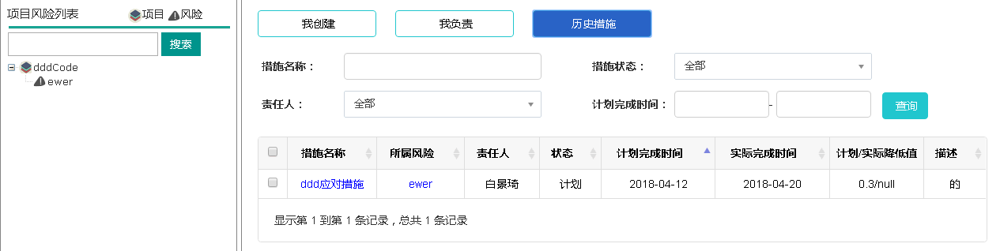 项目风险列表 项目 风险
搜索
dddCode
ewer
我创建 我负责 历史措施
措施名称： 措施状态： 全部
责任人： 全部 计划完成时间： - 查询
措施名称 所属风险 责任人 状态 计划完成时间 实际完成时间 计划/实际降低值 描述
ddd应对措施 ewer 白景琦 计划 2018-04-12 2018-04-20 0.3/null 的
显示第 1 到第 1 条记录，总共 1 条记录